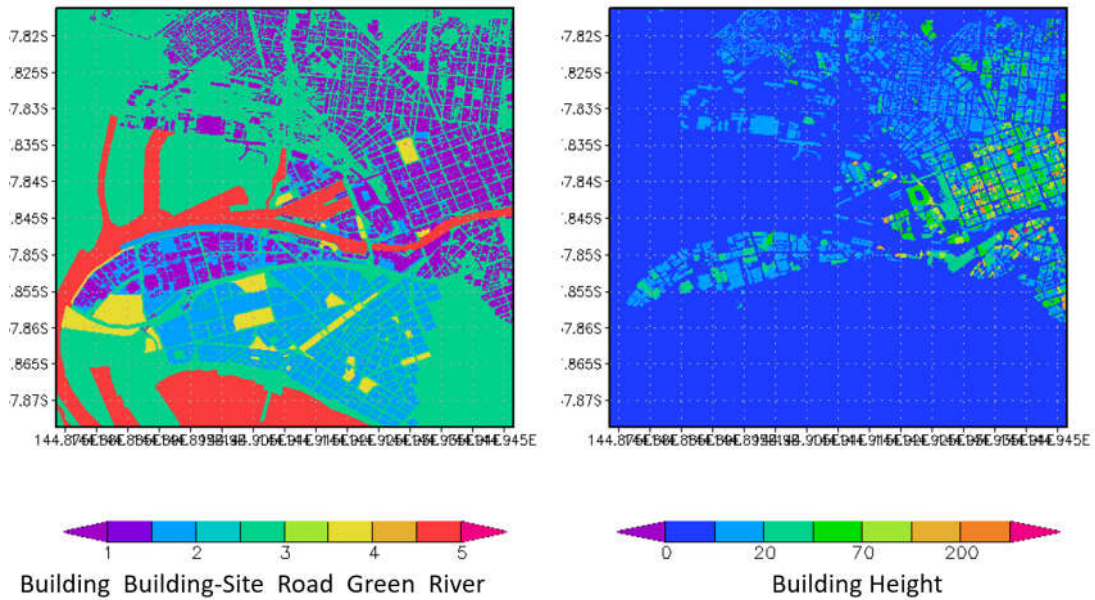 7.82S
.825S
7.83S
.835S
7.84S
.845S
7.85S
.855S
7.86S
.865S
7.87S
7.82S
.825S
7.83S
.835S
7.84S
.845S
7.85S
.855S
7.86S
.865S
7.87S
1 2 3 4 5
0 20 70 200
Building Building-Site Road Green River
Building Height